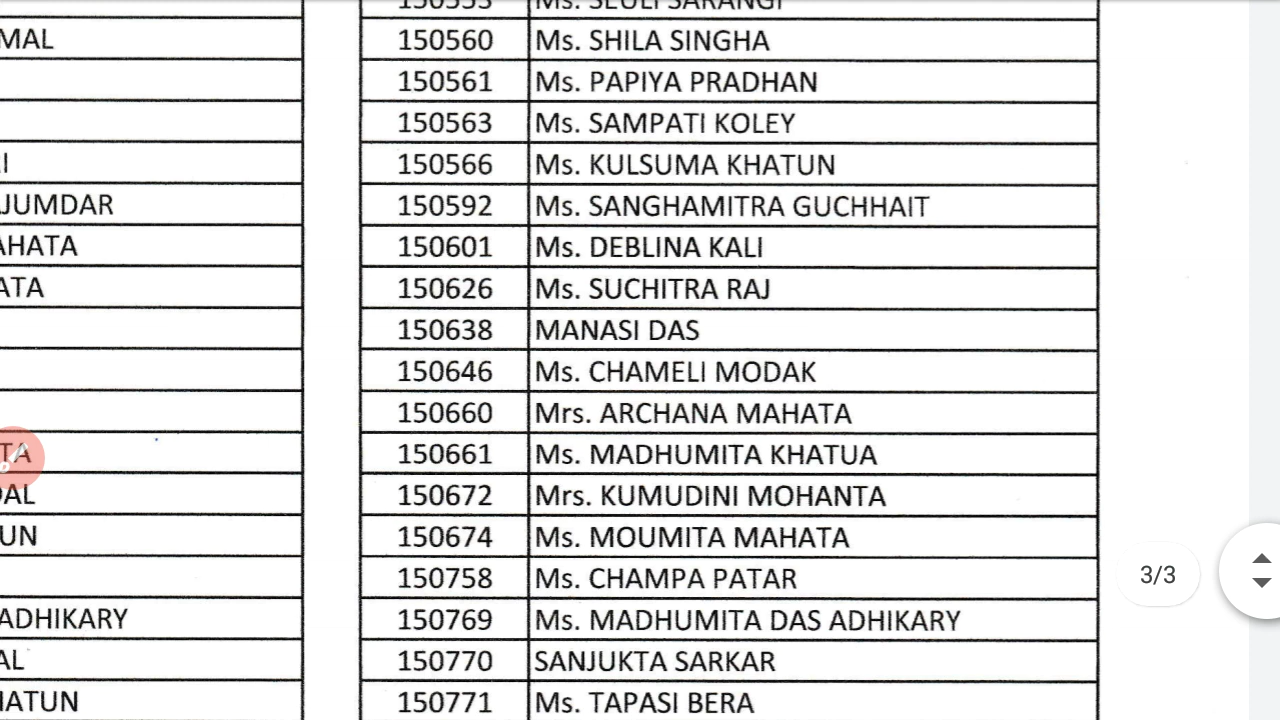 MAL
JUMDAR
AHATA
ATA
TA
DAL
UN
ADHIKARY
AL
HATUN
150553 Ms. SEULI SARANGI
150560 Ms. SHILA SINGHA
150561 Ms. PAPIYA PRADHAN
150563 Ms. SAMPATI KOLEY
150566 Ms. KULSUMA KHATUN
150592 Ms. SANGHAMITRA GUCHHAIT
150601 Ms. DEBLINA KALI
150626 Ms. SUCHITRA RAJ
150638 MANASI DAS
150646 Ms. CHAMELI MODAK
150660 Mrs. ARCHANA MAHATA
150661 Ms. MADHUMITA KHATUA
150672 Mrs. KUMUDINI MOHANTA
150674 Ms. MOUMITA MAHATA
150758 Ms. CHAMPA PATAR
150769 Ms. MADHUMITA DAS ADHIKARY
150770 SANJUKTA SARKAR
150771 Ms. TAPASI BERA
3/3